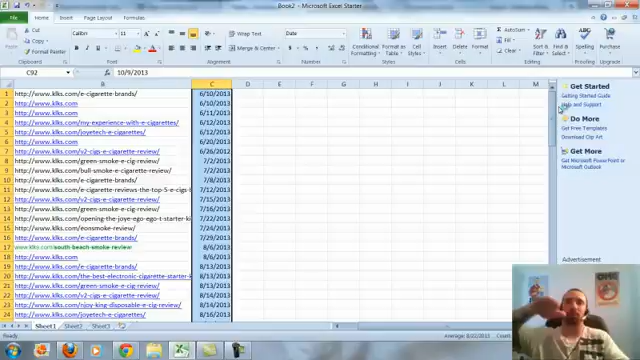 Book2 - Microsoft Excel Starter
File Home Insert Page Layout Formulas
Calibri 11
Wrap Text
Merge & Center
General
Conditional Formatting Format as Table Cell Styles
Insert Delete Format
AutoSum
Fill
Clear
Sort & Filter Find & Select
Spelling
Purchase
C92 10/9/2013
B C D E F G H I J K L M
1 http://www.klks.com/e-cigarette-brands/ 6/10/2013
2 http://www.klks.com 6/10/2013
3 http://www.klks.com 6/11/2013
4 http://www.klks.com/my-experience-with-e-cigarettes/ 6/12/2013
5 http://www.klks.com/joyetech-e-cigarettes/ 6/12/2013
6 http://www.klks.com 6/20/2013
7 http://www.klks.com/v2-cigs-e-cigarette-review/ 6/26/2013
8 http://www.klks.com/green-smoke-e-cig-review/ 7/2/2013
9 http://www.klks.com/bull-smoke-e-cigarette-review/ 7/2/2013
10 http://www.klks.com/e-cigarette-brands/ 7/8/2013
11 http://www.klks.com/e-cigarette-reviews-the-top-5-e-cigs 7/12/2013
12 http://www.klks.com/v2-cigs-e-cigarette-review/ 7/15/2013
13 http://www.klks.com/green-smoke-e-cig-review/ 7/16/2013
14 http://www.klks.com/opening-the-joye-ego-t-starter-ki 7/22/2013
15 http://www.klks.com/eonsmoke-review/ 7/24/2013
16 http://www.klks.com/e-cigarette-brands/ 7/29/2013
17 www.klks.com/south-beach-smoke-review 8/6/2013
18 http://www.klks.com 8/6/2013
19 http://www.klks.com/e-cigarette-brands/ 8/13/2013
20 http://www.klks.com/the-best-electronic-cigarette-starter-k 8/13/2013
21 http://www.klks.com/green-smoke-e-cig-review/ 8/14/2013
22 http://www.klks.com/v2-cigs-e-cigarette-review/ 8/14/2013
23 http://www.klks.com/njoy-king-disposable-e-cig-review/ 8/14/2013
24 http://www.klks.com/joyetech-e-cigarettes/ 8/16/2013
Get Started
Getting Started Guide
Help and Support
Do More
Get Free Templates
Download Clip Art
Get More
Get Microsoft PowerPoint or
Microsoft Outlook
Advertisement
Sheet1 Sheet2 Sheet3
Ready
Average: 8/22/2013